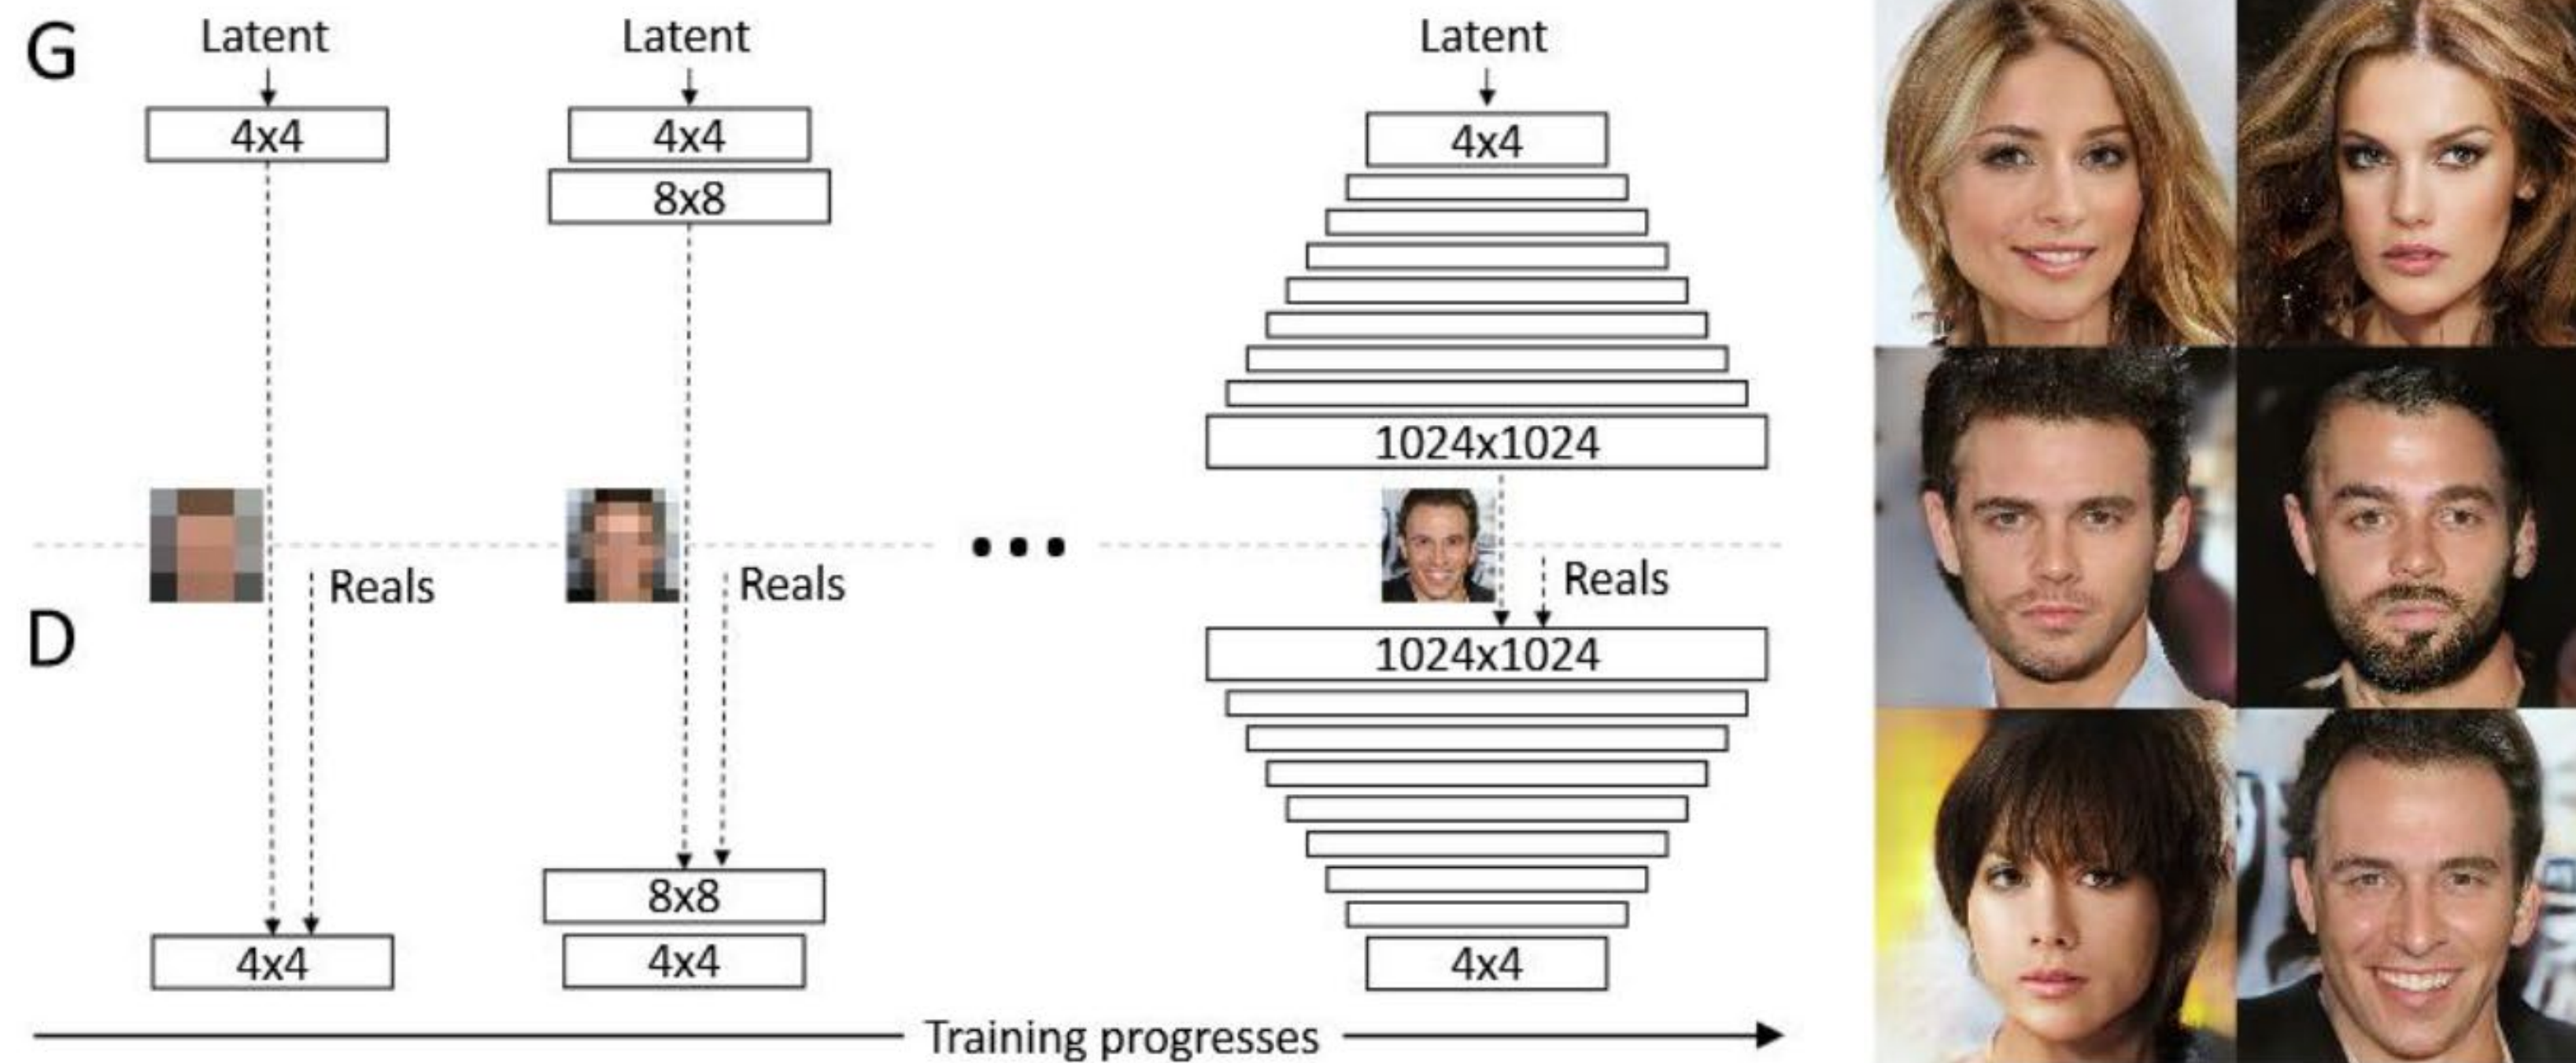 G
Latent
Latent
Latent
4x4
4x4
4x4
8x8
1024x1024
Reals
Reals
Reals
D
1024x1024
8x8
4x4
4x4
4x4
Training progresses